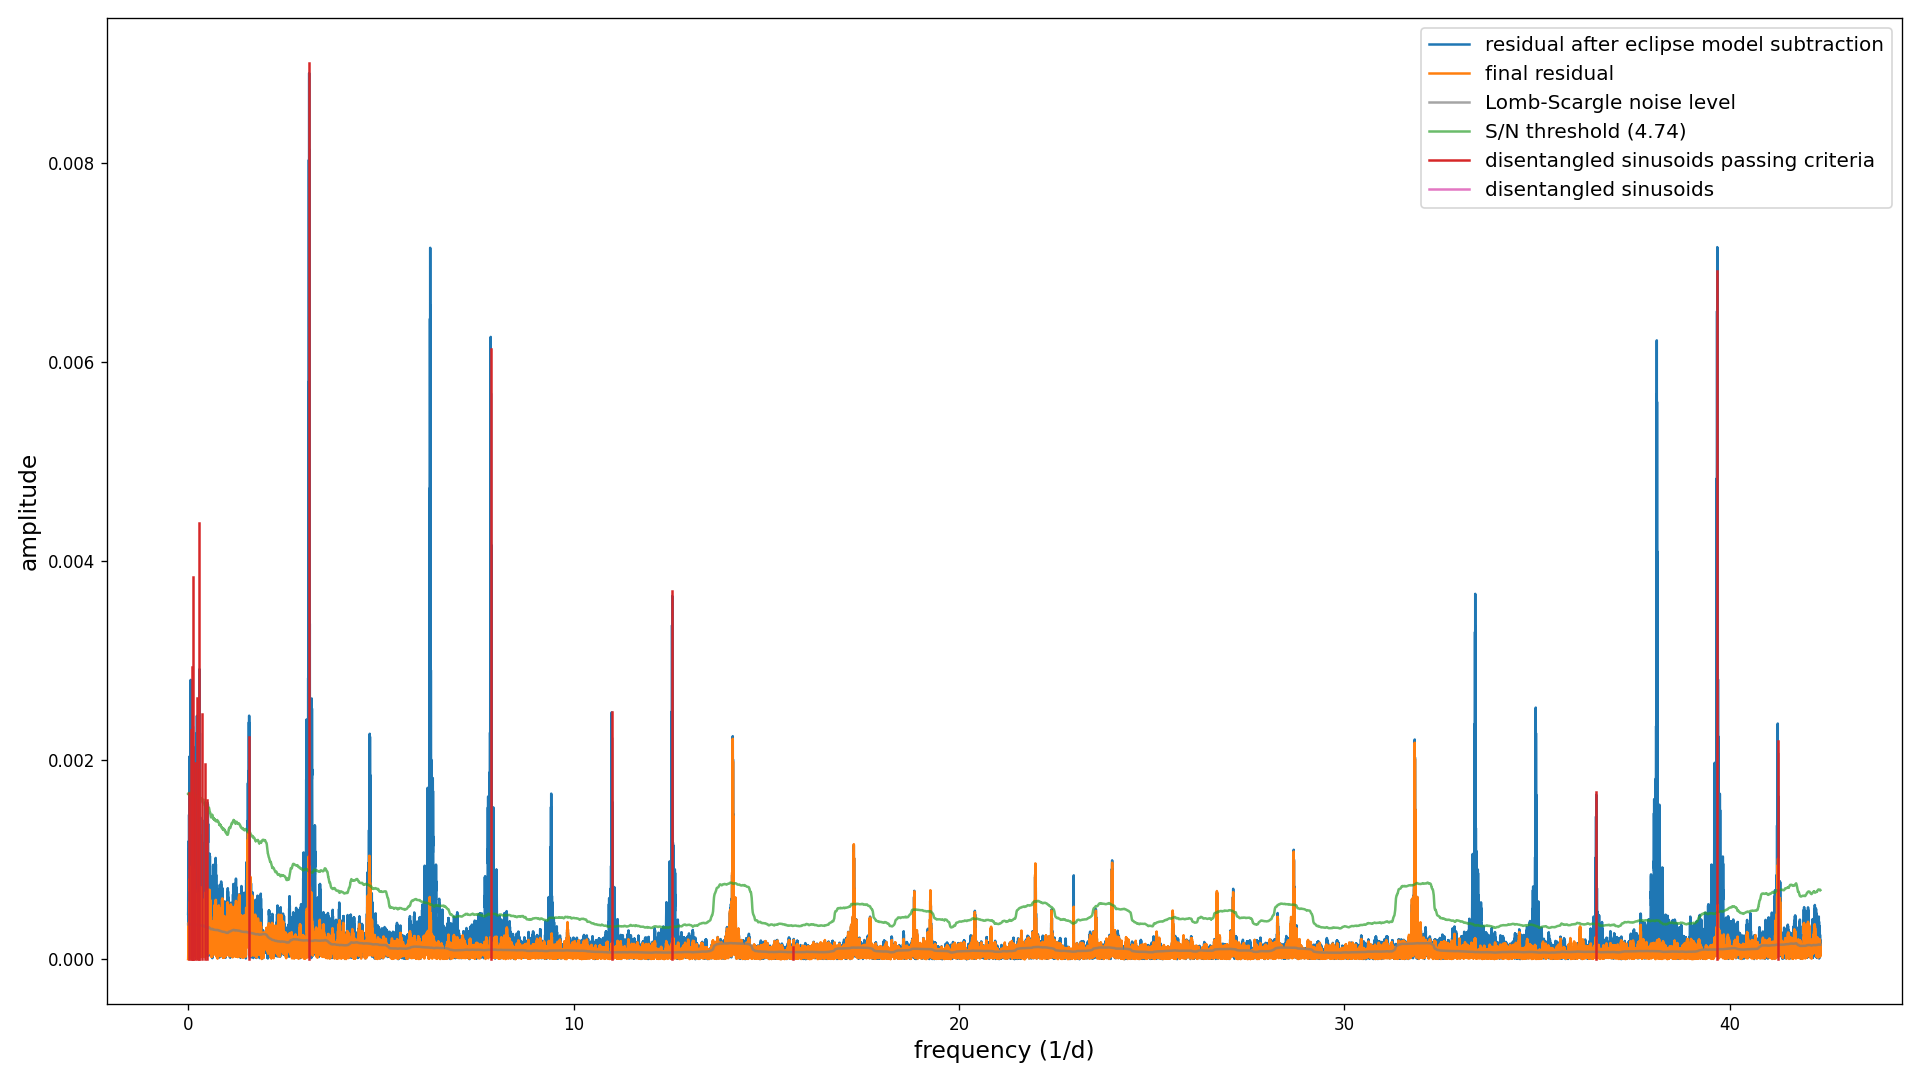 residual after eclipse model subtraction
final residual
Lomb-Scargle noise level
S/N threshold (4.74)
disentangled sinusoids passing criteria
disentangled sinusoids
amplitude
0.008
0.006
0.004
0.002
0.000
0
10
20
30
40
frequency (1/d)